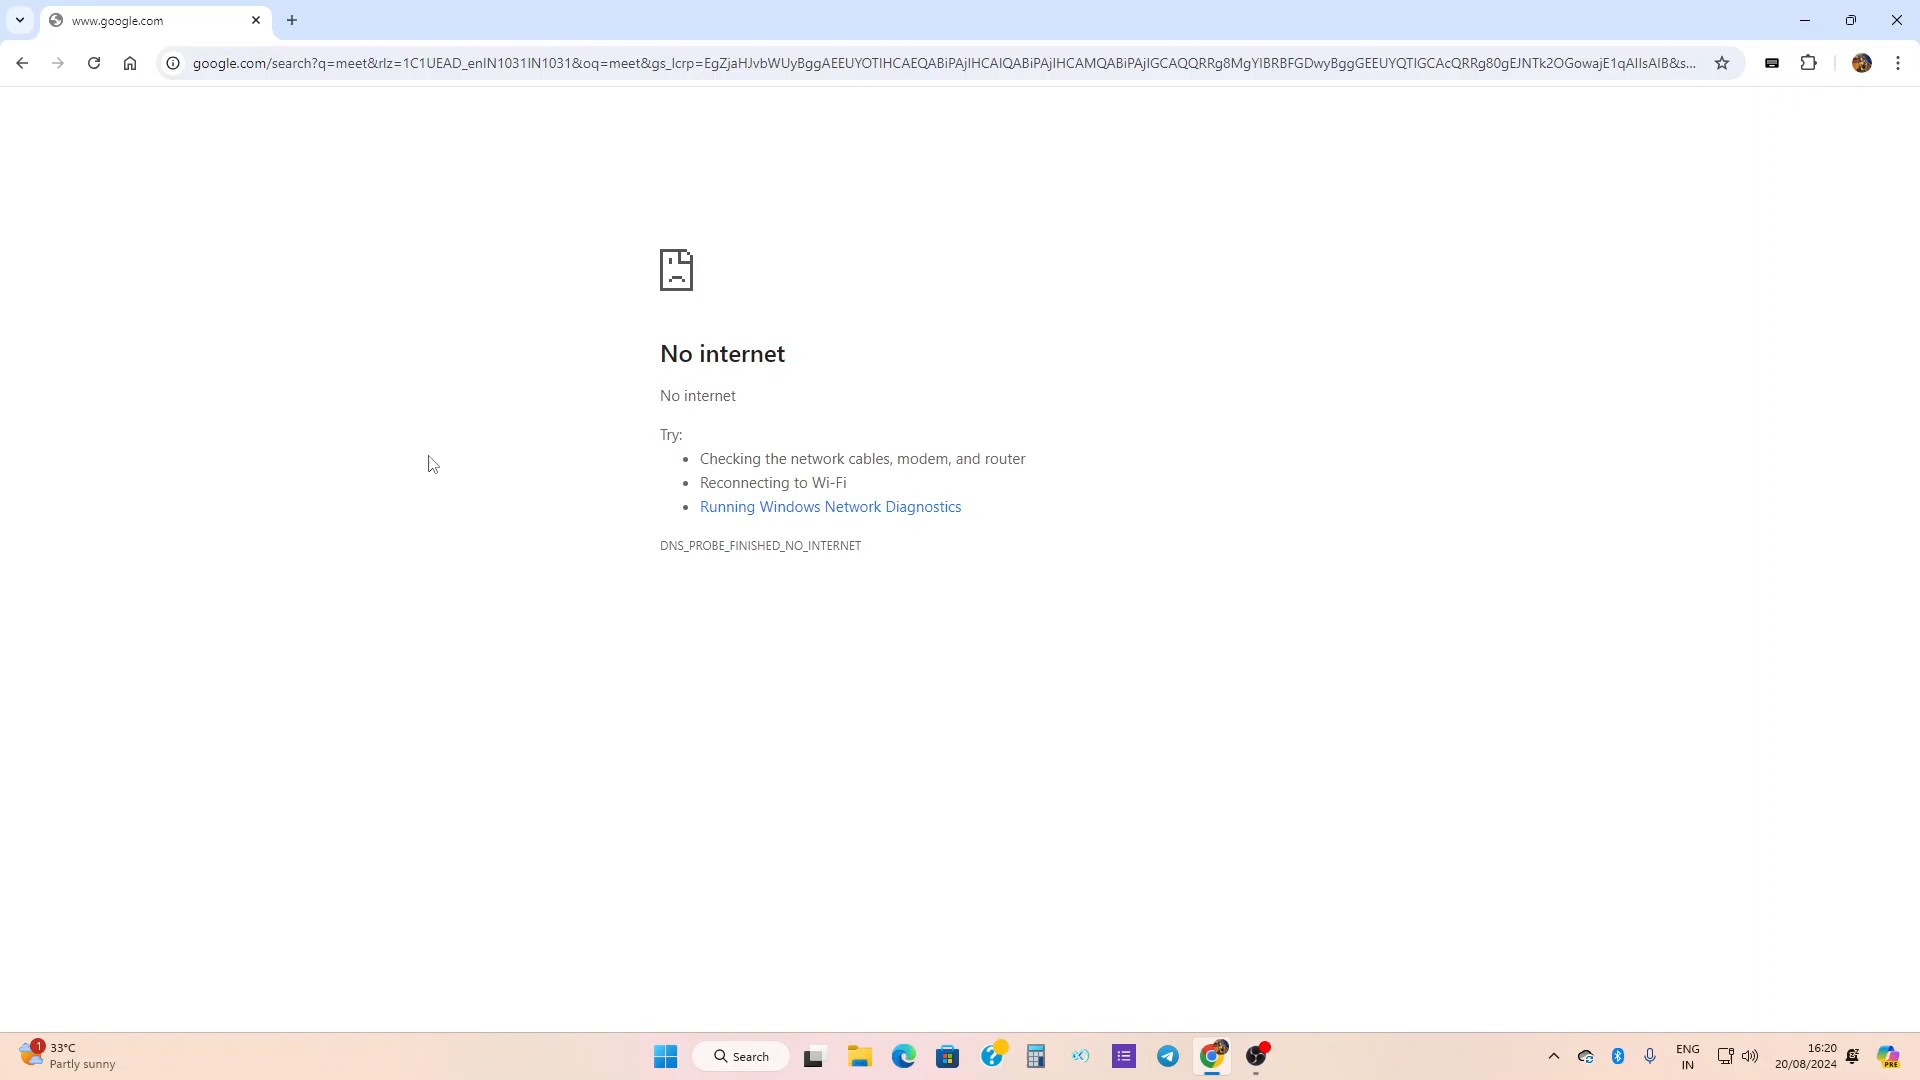 www.google.com
google.com/search?q=meet&rlz=1C1UEAD_enIN1031IN1031&oq=meet&gs_lcrp=EgZjaHJvbWUyBggAEEUYOTIHCAEQABiPAjIHCAIQABiPAjIHCAMQABiPAjIGCAQQRRg8MgYIBRBFGDwyBggGEEUYQTIGCAcQRRg80gEJNTk2OGowajE1qAIIsAIB&s...
No internet
No internet
Try:
Checking the network cables, modem, and router
Reconnecting to Wi-Fi
Running Windows Network Diagnostics
DNS_PROBE_FINISHED_NO_INTERNET
1
33°C
Partly sunny
Search
ENG
IN
16:20
20/08/2024
PRE